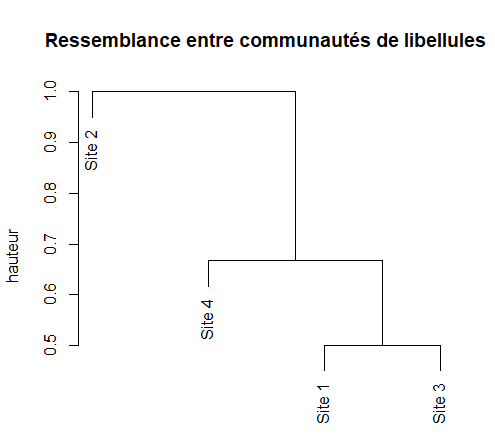 Ressemblance entre communautés de libellules
hauteur
1.0
0.9
0.8
0.7
0.6
0.5
Site 2
Site 4
Site 1
Site 3